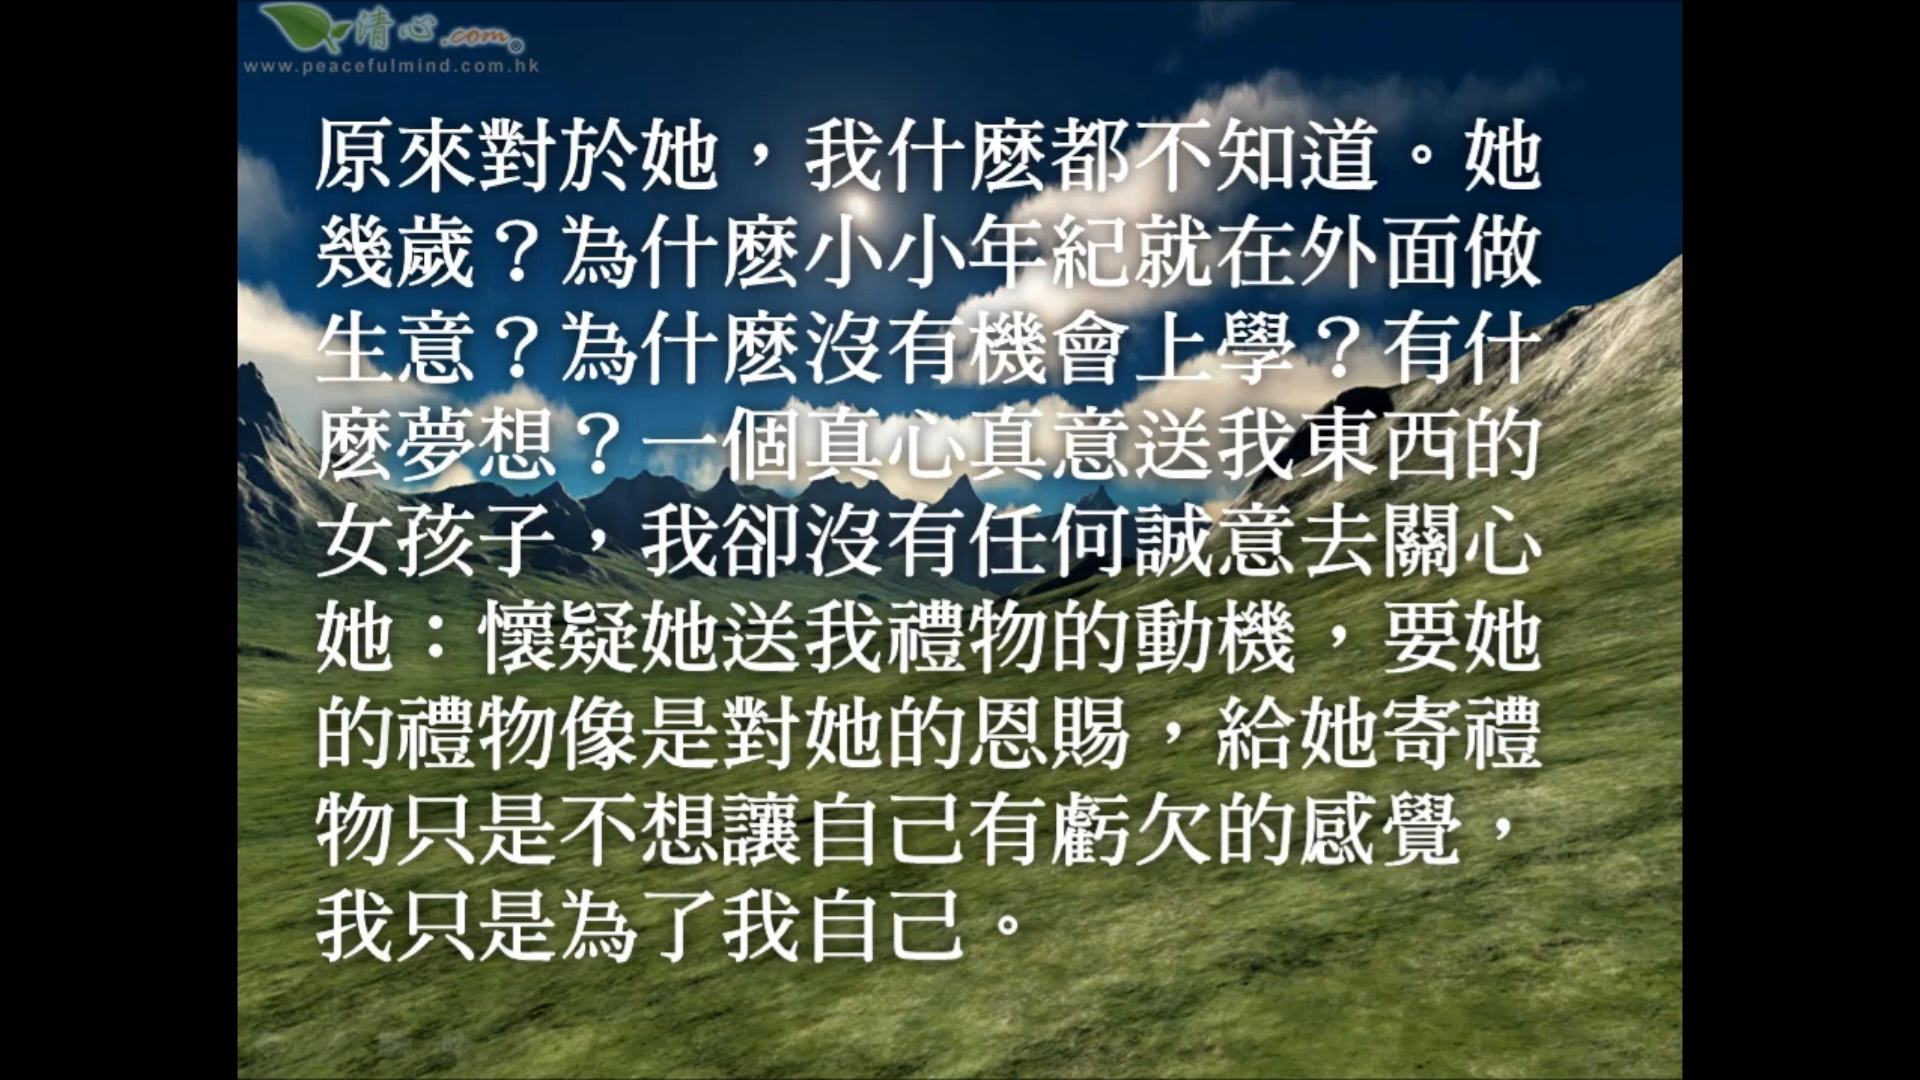 清心.com®
www.peacefulmind.com.hk
原來對於她，我什麼都不知道。她
幾歲？為什麼小小年紀就在外面做
生意？為什麼沒有機會上學？有什
麼夢想？一個真心真意送我東西的
女孩子，我卻沒有任何誠意去關心
她：懷疑她送我禮物的動機，要她
的禮物像是對她的恩賜，給她寄禮
物只是不想讓自己有虧欠的感覺，
我只是為了我自己。